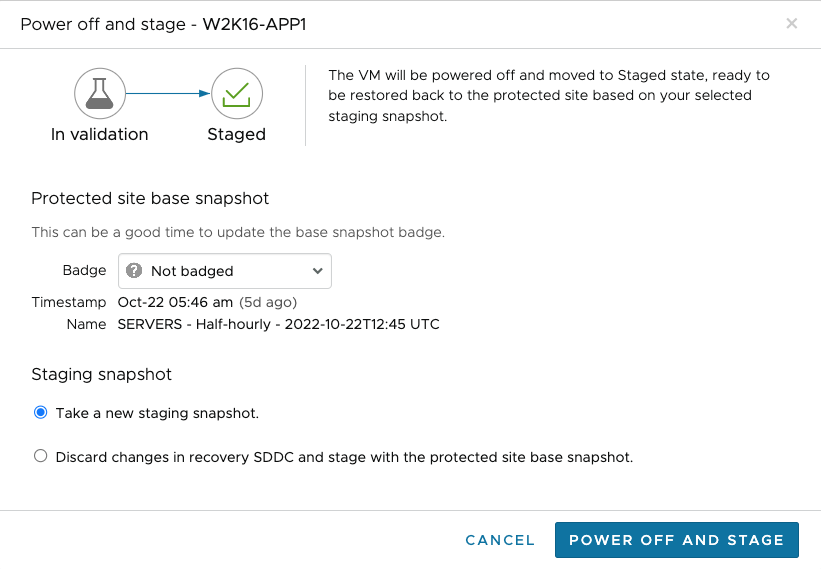 Power off and stage - W2K16-APP1
In validation
Staged
The VM will be powered off and moved to Staged state, ready to
be restored back to the protected site based on your selected
staging snapshot.
Protected site base snapshot
This can be a good time to update the base snapshot badge.
Badge ? Not badged
Timestamp Oct-22 05:46 am (5d ago)
Name SERVERS - Half-hourly - 2022-10-22T12:45 UTC
Staging snapshot
Take a new staging snapshot.
Discard changes in recovery SDDC and stage with the protected site base snapshot.
CANCEL
POWER OFF AND STAGE